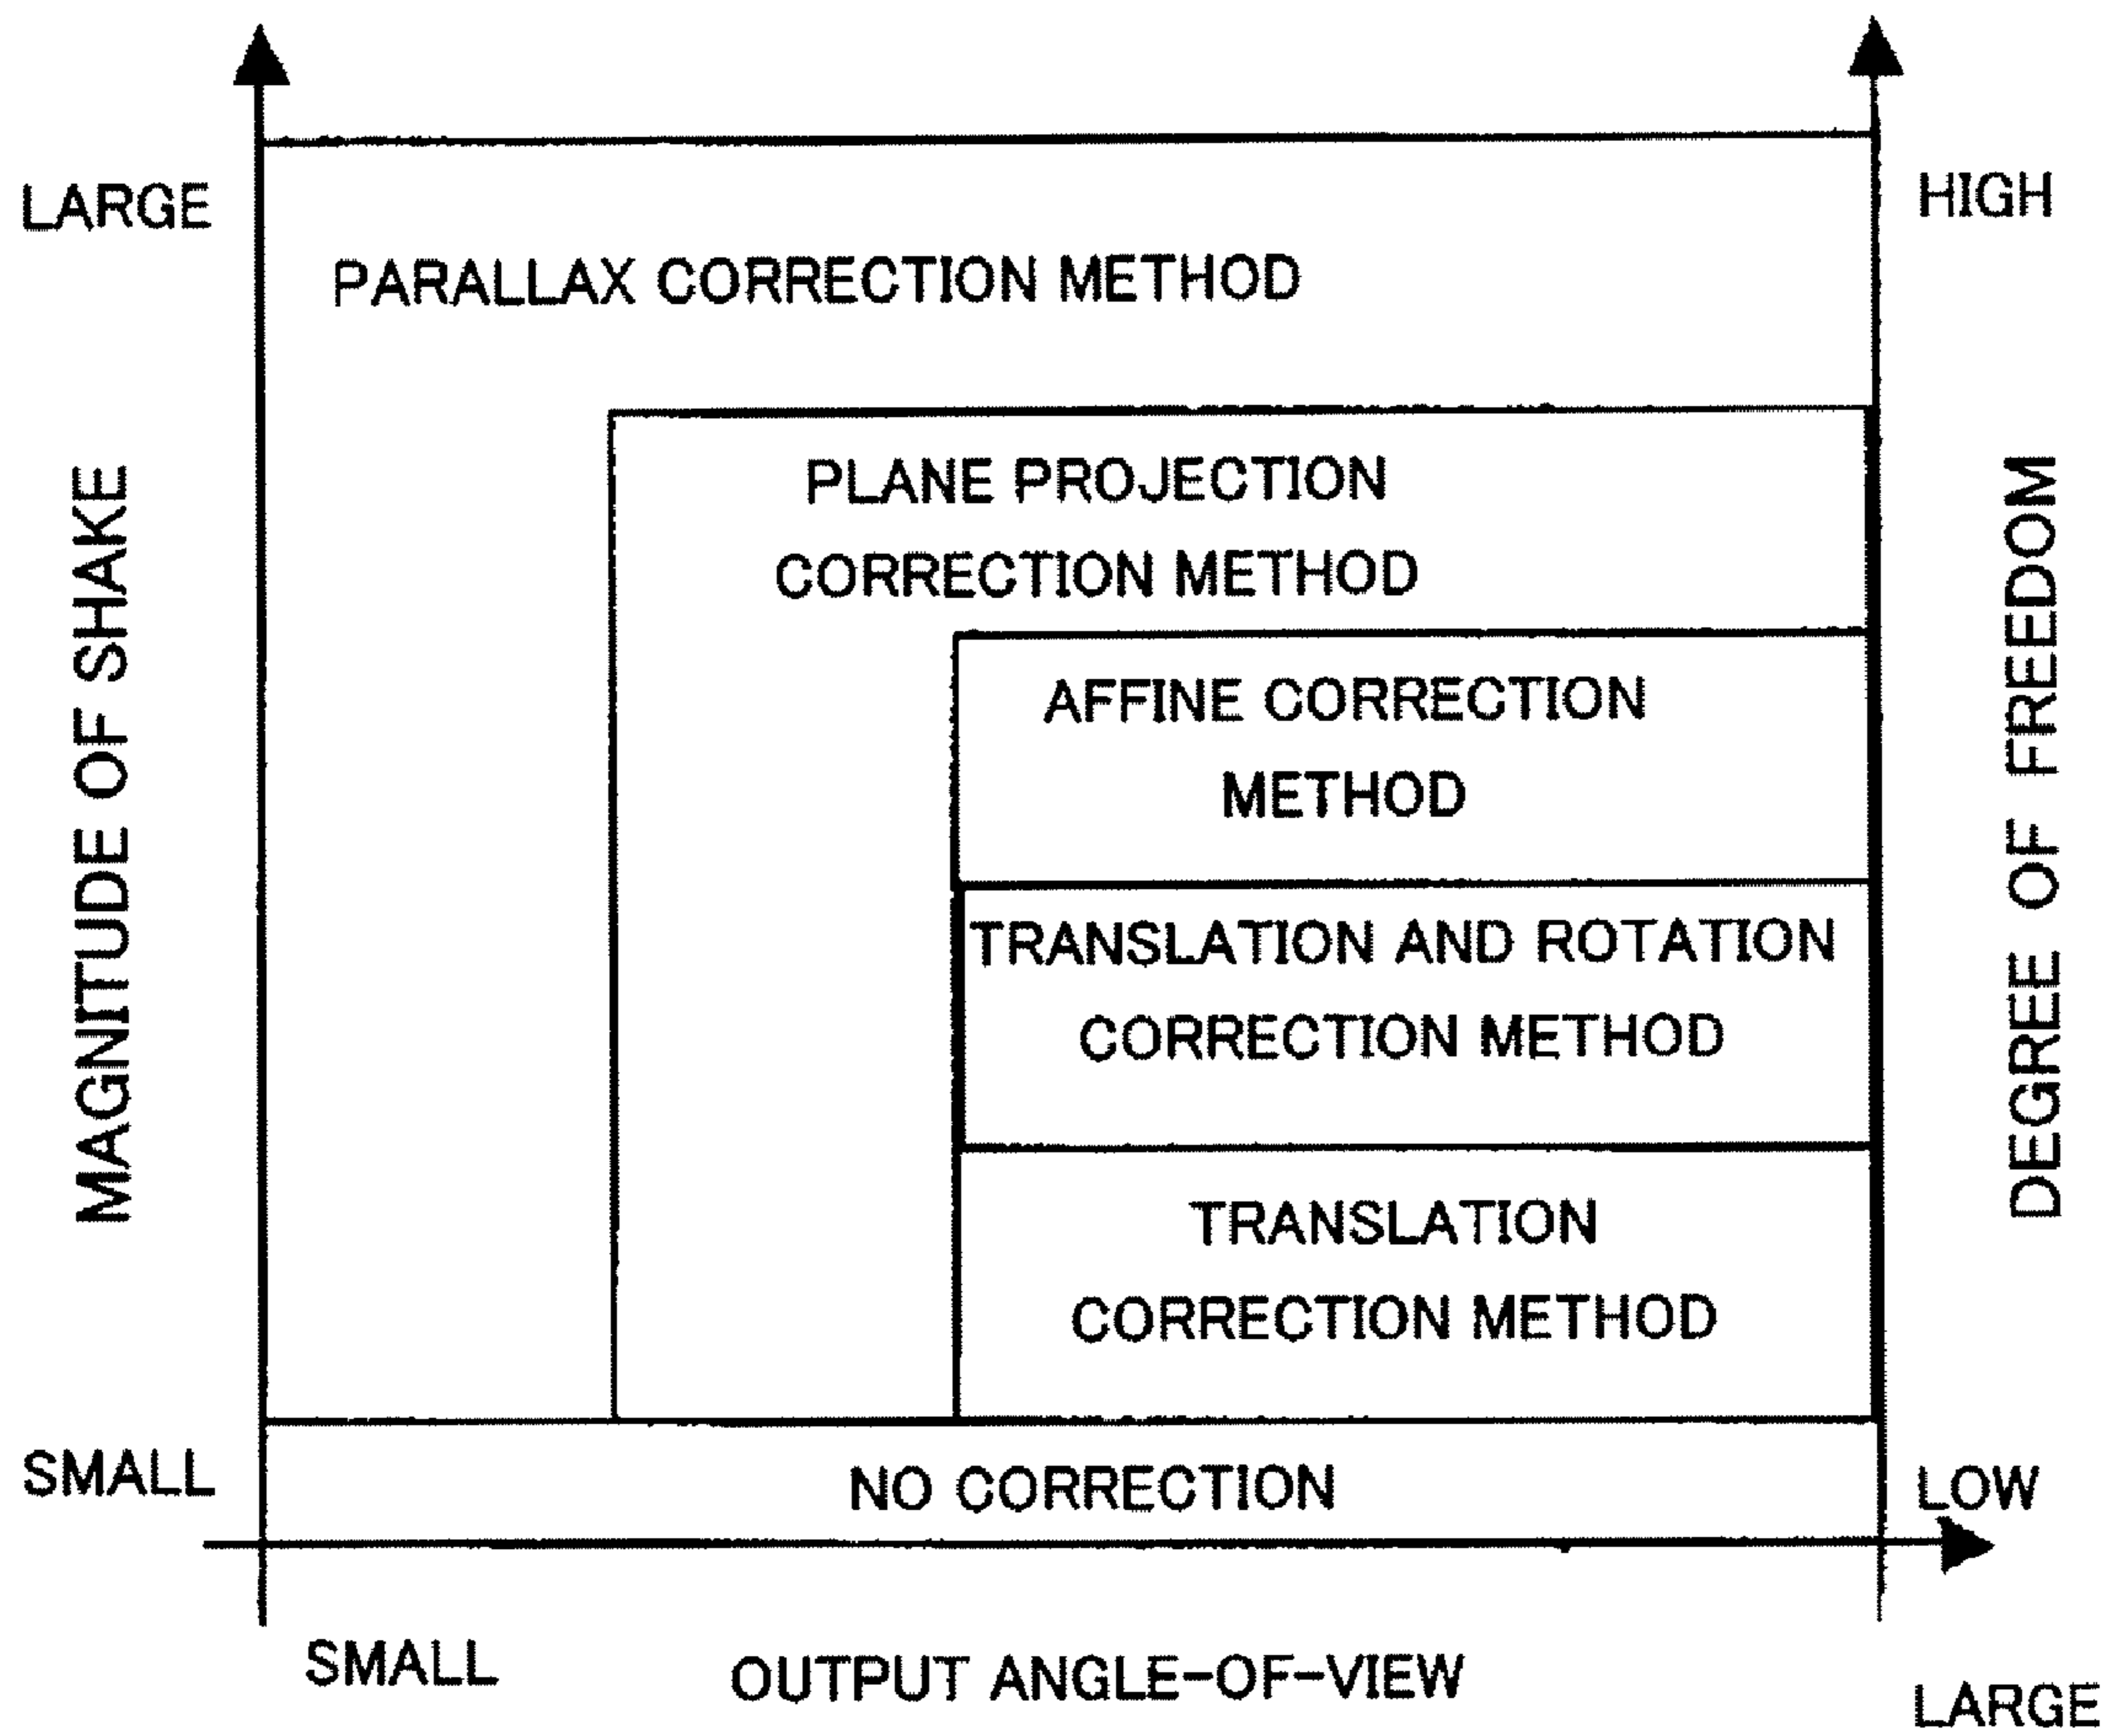 LARGE
HIGH
PARALLAX CORRECTION METHOD
PLANE PROJECTION
CORRECTION METHOD
AFFINE CORRECTION
METHOD
TRANSLATION AND ROTATION
CORRECTION METHOD
TRANSLATION
CORRECTION METHOD
MAGNITUDE OF SHAKE
DEGREE OF FREEDOM
SMALL
NO CORRECTION
LOW
SMALL
OUTPUT ANGLE-OF-VIEW
LARGE